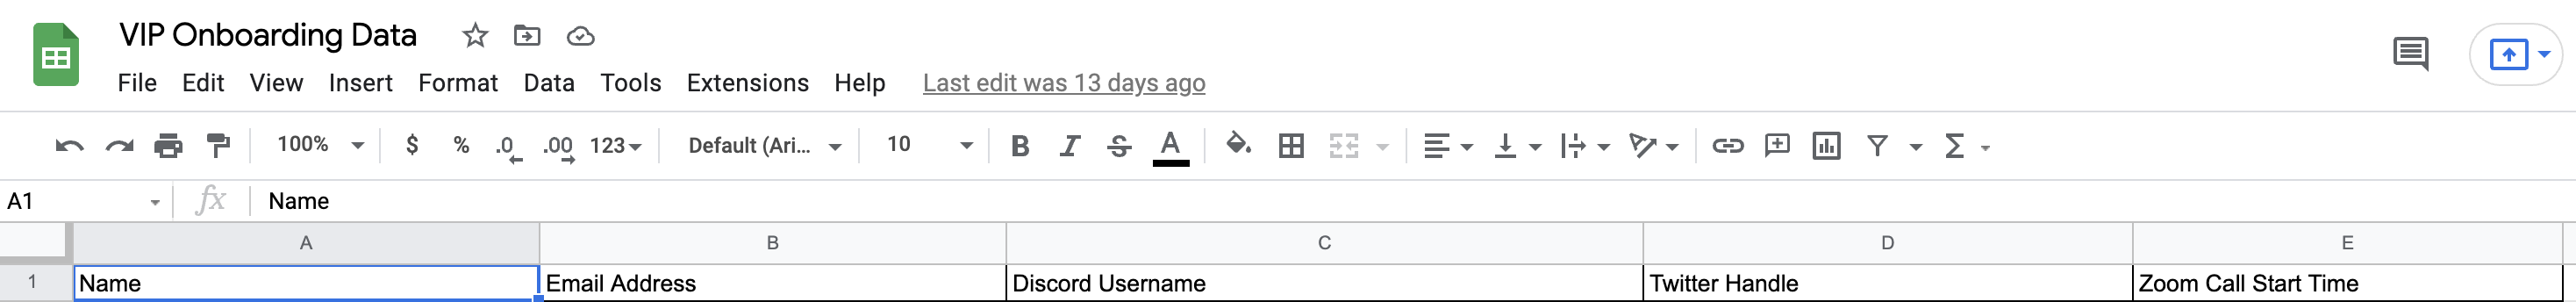 VIP Onboarding Data
File Edit View Insert Format Data Tools Extensions Help Last edit was 13 days ago
100% $ % .0 .00 123 Default (Ari... 10 B I S A Σ
A1 fx Name
A B C D E
1 Name Email Address Discord Username Twitter Handle Zoom Call Start Time